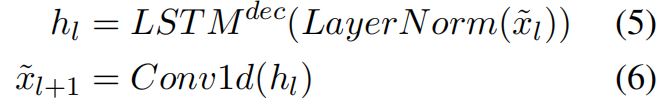 h_l = LSTM^{dec}(LayerNorm(x̃_l)) (5)
x̃_{l+1} = Conv1d(h_l) (6)